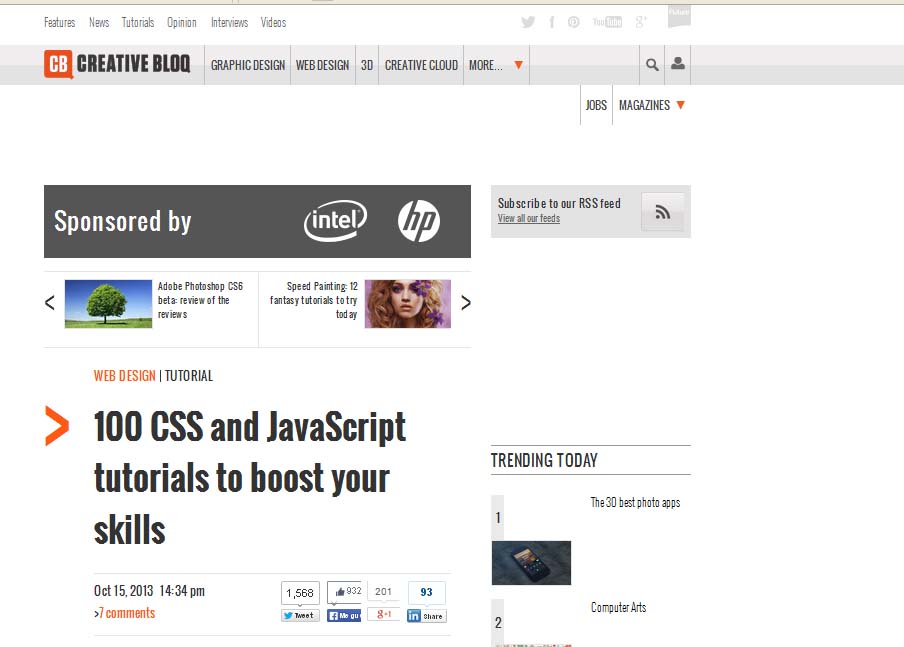 Features News Tutorials Opinion Interviews Videos
You Tube g+ Future
CB CREATIVE BLOQ GRAPHIC DESIGN WEB DESIGN 3D CREATIVE CLOUD MORE...
JOBS MAGAZINES
Sponsored by intel hp
Subscribe to our RSS feed
View all our feeds
< Adobe Photoshop CS6
beta: review of the
reviews
Speed Painting: 12
fantasy tutorials to try
today >
WEB DESIGN | TUTORIAL
> 100 CSS and JavaScript
tutorials to boost your
skills
Oct 15, 2013 14:34 pm
>7 comments
1,568 932 201 93
Tweet Me gu g+1 in Share
TRENDING TODAY
1 The 30 best photo apps
2 Computer Arts